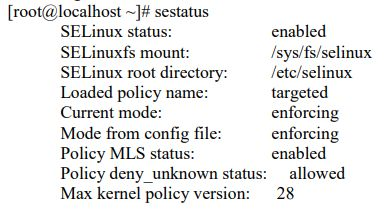 [root@localhost ~]# sestatus
SELinux status: enabled
SELinuxfs mount: /sys/fs/selinux
SELinux root directory: /etc/selinux
Loaded policy name: targeted
Current mode: enforcing
Mode from config file: enforcing
Policy MLS status: enabled
Policy deny_unknown status: allowed
Max kernel policy version: 28